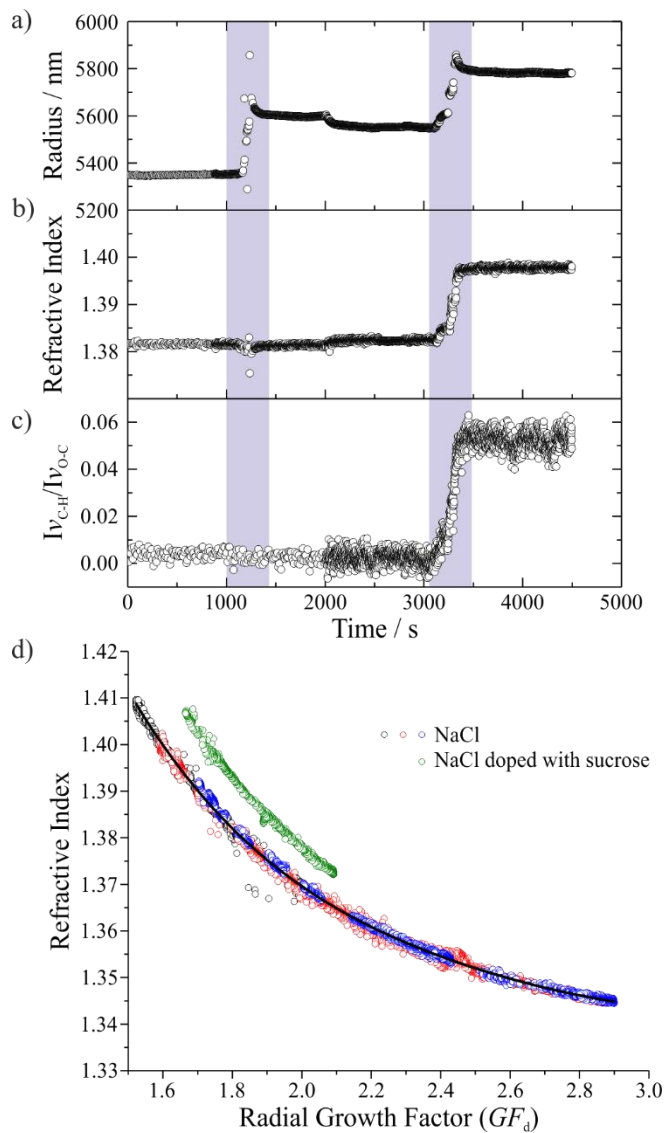 a)
6000
5800
5600
5400
5200
Radius / nm
b)
1.40
1.39
1.38
Refractive Index
c)
0.06
0.04
0.02
0.00
Iν_C-H/Iν_O-C
0 1000 2000 3000 4000 5000
Time / s
d)
1.42
1.41
1.40
1.39
1.38
1.37
1.36
1.35
1.34
1.33
Refractive Index
NaCl
NaCl doped with sucrose
1.6 1.8 2.0 2.2 2.4 2.6 2.8 3.0
Radial Growth Factor (GF_d)